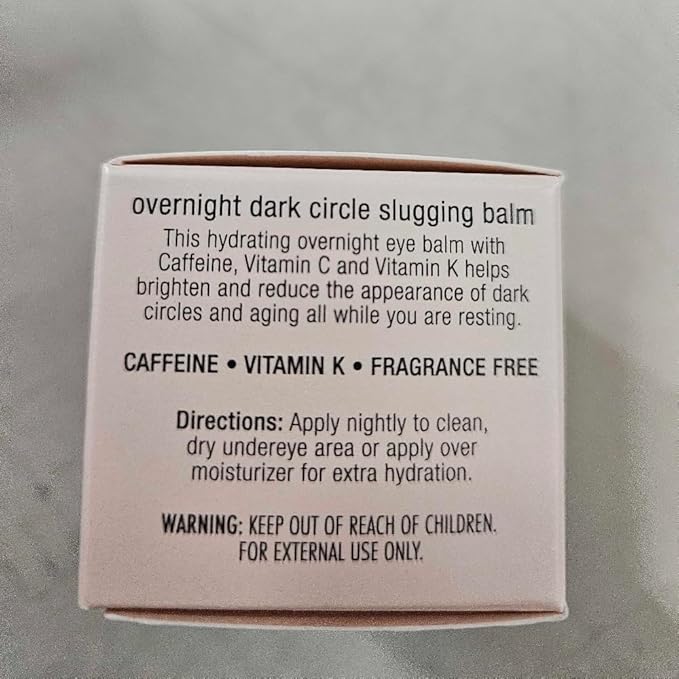 overnight dark circle slugging balm
This hydrating overnight eye balm with
Caffeine, Vitamin C and Vitamin K helps
brighten and reduce the appearance of dark
circles and aging all while you are resting.
CAFFEINE • VITAMIN K • FRAGRANCE FREE
Directions: Apply nightly to clean,
dry undereye area or apply over
moisturizer for extra hydration.
WARNING: KEEP OUT OF REACH OF CHILDREN.
FOR EXTERNAL USE ONLY.